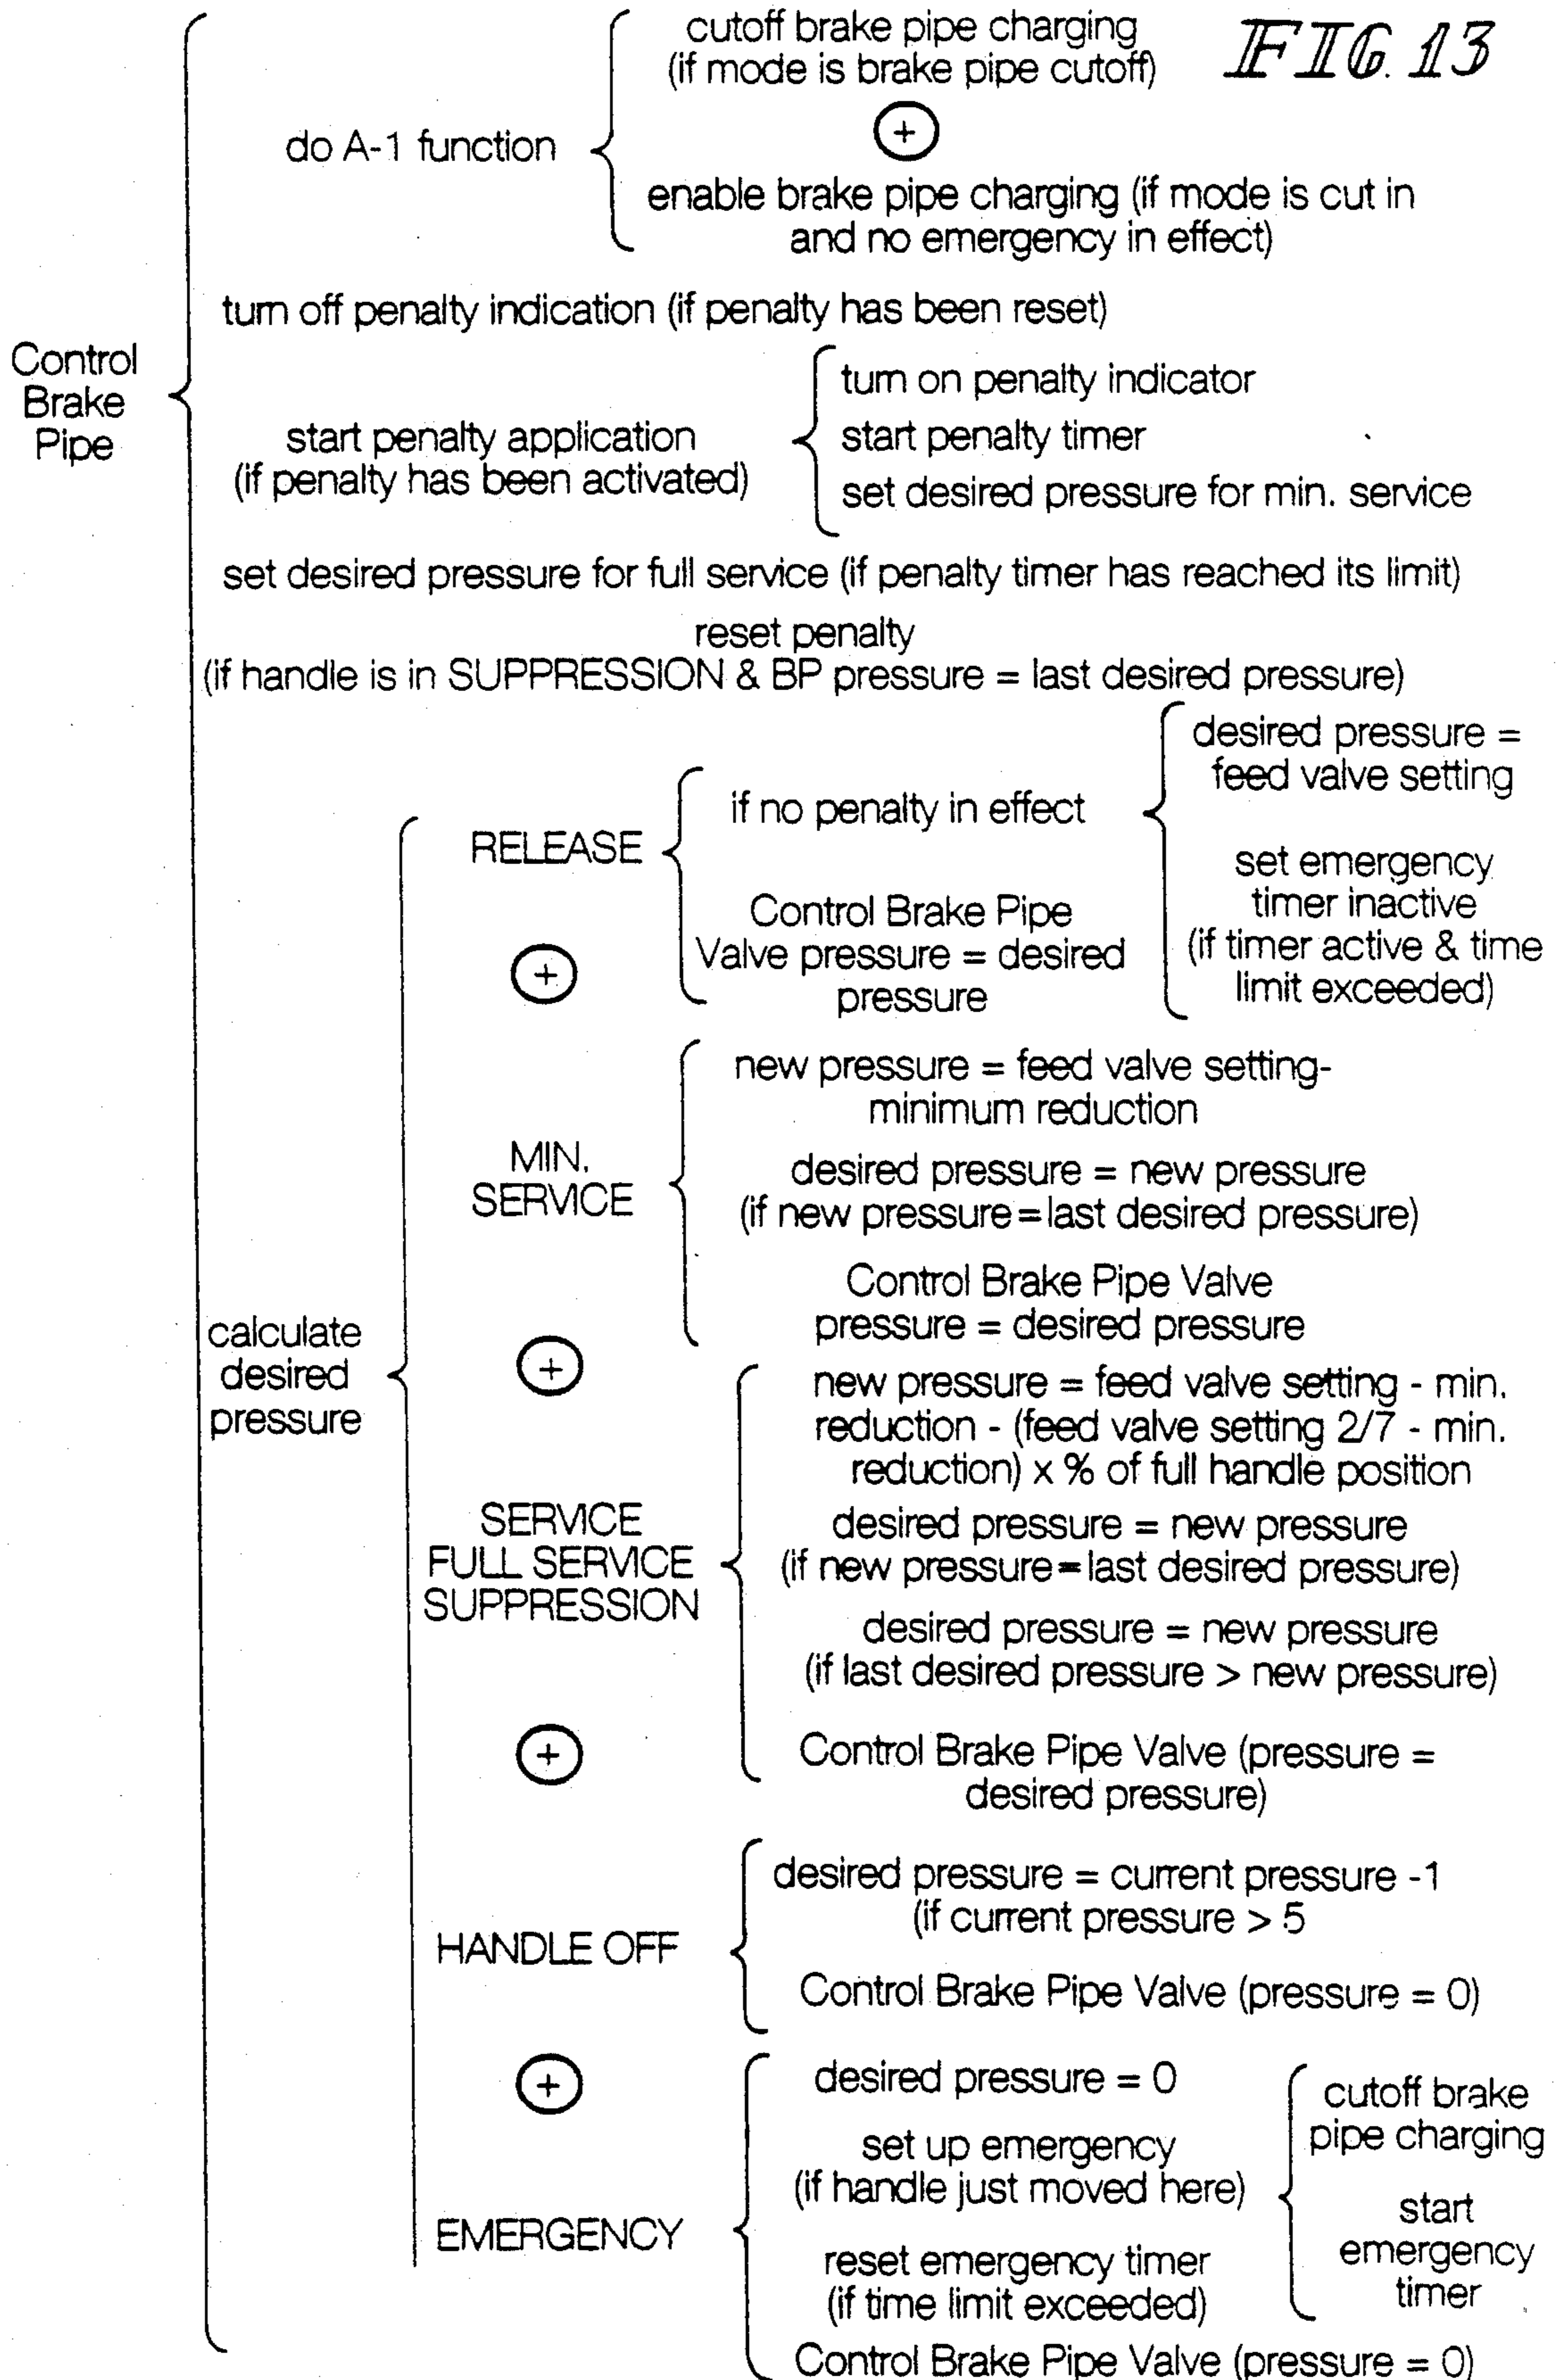 FIG. 13
Control
Brake
Pipe
do A-1 function
cutoff brake pipe charging
(if mode is brake pipe cutoff)
+
enable brake pipe charging (if mode is cut in
and no emergency in effect)
turn off penalty indication (if penalty has been reset)
start penalty application
(if penalty has been activated)
turn on penalty indicator
start penalty timer
set desired pressure for min. service
set desired pressure for full service (if penalty timer has reached its limit)
reset penalty
(if handle is in SUPPRESSION & BP pressure = last desired pressure)
calculate
desired
pressure
RELEASE
if no penalty in effect
desired pressure =
feed valve setting
set emergency
timer inactive
(if timer active & time
limit exceeded)
Control Brake Pipe
Valve pressure = desired
pressure
+
MIN.
SERVICE
new pressure = feed valve setting-
minimum reduction
desired pressure = new pressure
(if new pressure=last desired pressure)
Control Brake Pipe Valve
pressure = desired pressure
+
SERVICE
FULL SERVICE
SUPPRESSION
new pressure = feed valve setting - min.
reduction - (feed valve setting 2/7 - min.
reduction) x % of full handle position
desired pressure = new pressure
(if new pressure=last desired pressure)
desired pressure = new pressure
(if last desired pressure > new pressure)
Control Brake Pipe Valve (pressure =
desired pressure)
+
HANDLE OFF
desired pressure = current pressure -1
(if current pressure > 5
Control Brake Pipe Valve (pressure = 0)
+
EMERGENCY
desired pressure = 0
set up emergency
(if handle just moved here)
cutoff brake
pipe charging
start
emergency
timer
reset emergency timer
(if time limit exceeded)
Control Brake Pipe Valve (pressure = 0)